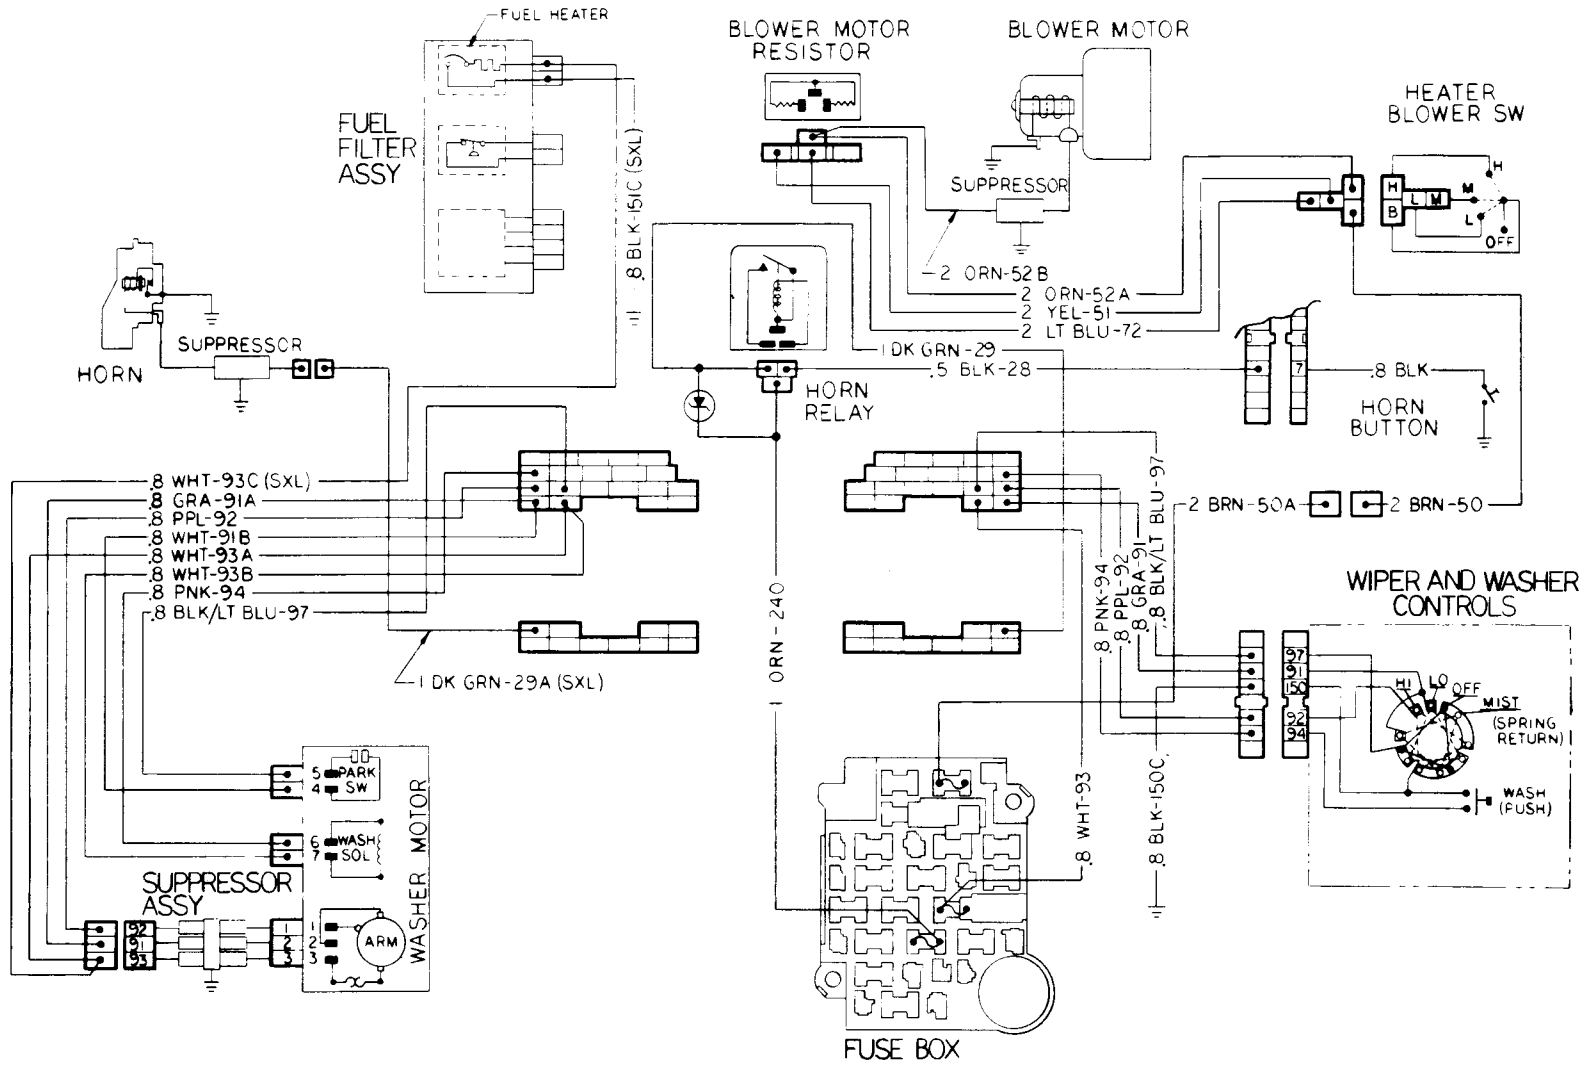 FUEL HEATER
BLOWER MOTOR
RESISTOR
BLOWER MOTOR
HEATER
BLOWER SW
FUEL
FILTER
ASSY
.8 BLK-151C (SXL)
SUPPRESSOR
H
B
L
M
H
M
L
OFF
2 ORN-52B
2 ORN-52A
2 YEL-51
2 LT BLU-72
1 DK GRN-29
.5 BLK-28
HORN
SUPPRESSOR
HORN
RELAY
7
.8 BLK
HORN
BUTTON
.8 WHT-93C (SXL)
.8 GRA-91A
.8 PPL-92
.8 WHT-91B
.8 WHT-93A
.8 WHT-93B
.8 PNK-94
.8 BLK/LT BLU-97
1 DK GRN-29A (SXL)
1 ORN-240
.8 PNK-94
.8 PPL-92
.8 GRA-91
.8 BLK/LT BLU-97
2 BRN-50A
2 BRN-50
WIPER AND WASHER
CONTROLS
97
91
150
92
94
HI
LO
OFF
MIST
(SPRING
RETURN)
WASH
(PUSH)
.8 WHT-93
.8 BLK-150C
5
4
PARK
SW
6
7
WASH
SOL
WASHER MOTOR
SUPPRESSOR
ASSY
92
91
93
1
2
3
1
2
3
ARM
FUSE BOX